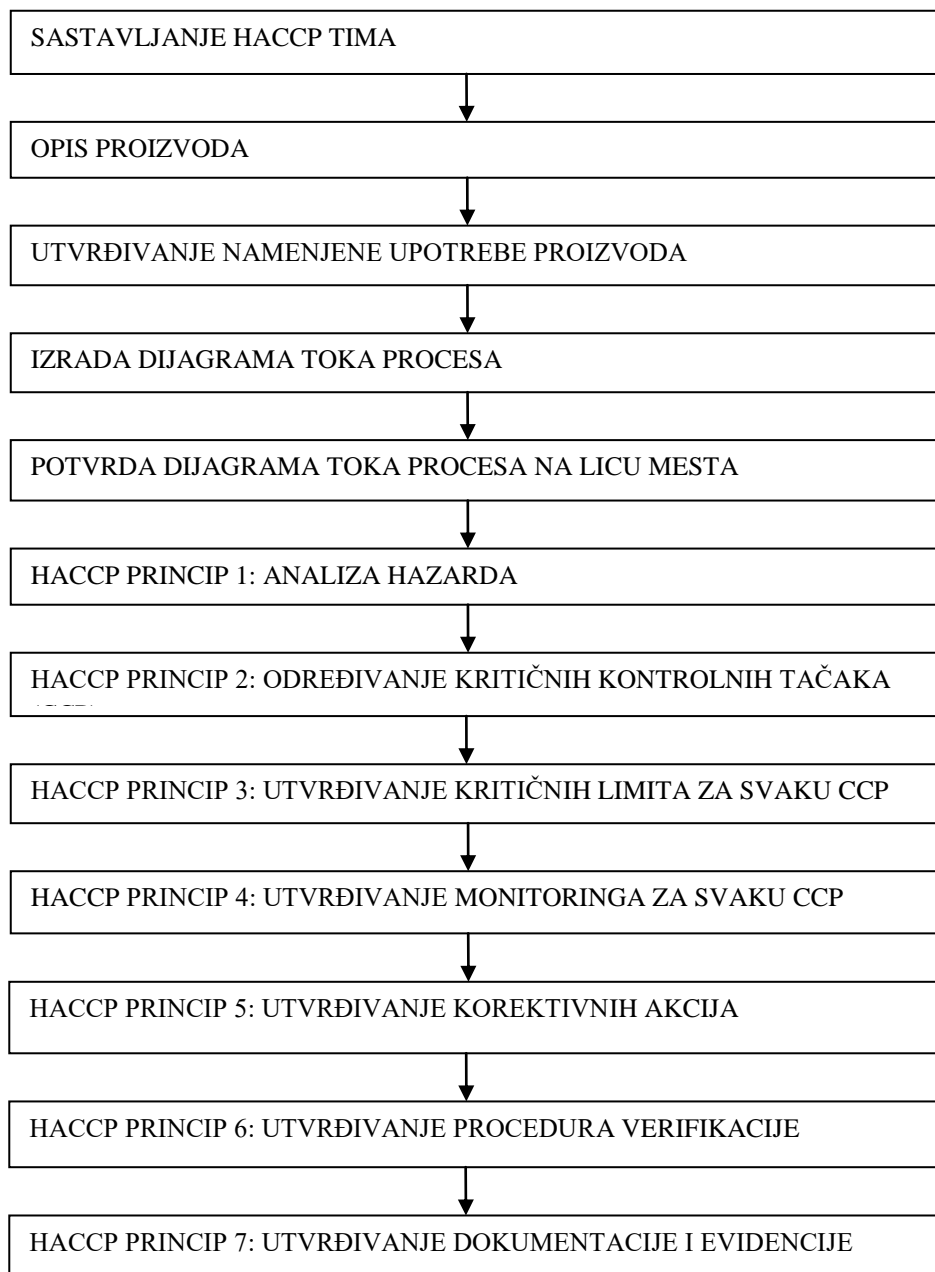 SASTAVLJANJE HACCP TIMA
OPIS PROIZVODA
UTVRĐIVANJE NAMENJENE UPOTREBE PROIZVODA
IZRADA DIJAGRAMA TOKA PROCESA
POTVRDA DIJAGRAMA TOKA PROCESA NA LICU MESTA
HACCP PRINCIP 1: ANALIZA HAZARDA
HACCP PRINCIP 2: ODREĐIVANJE KRITIČNIH KONTROLNIH TAČAKA
HACCP PRINCIP 3: UTVRĐIVANJE KRITIČNIH LIMITA ZA SVAKU CCP
HACCP PRINCIP 4: UTVRĐIVANJE MONITORINGA ZA SVAKU CCP
HACCP PRINCIP 5: UTVRĐIVANJE KOREKTIVNIH AKCIJA
HACCP PRINCIP 6: UTVRĐIVANJE PROCEDURA VERIFIKACIJE
HACCP PRINCIP 7: UTVRĐIVANJE DOKUMENTACIJE I EVIDENCIJE